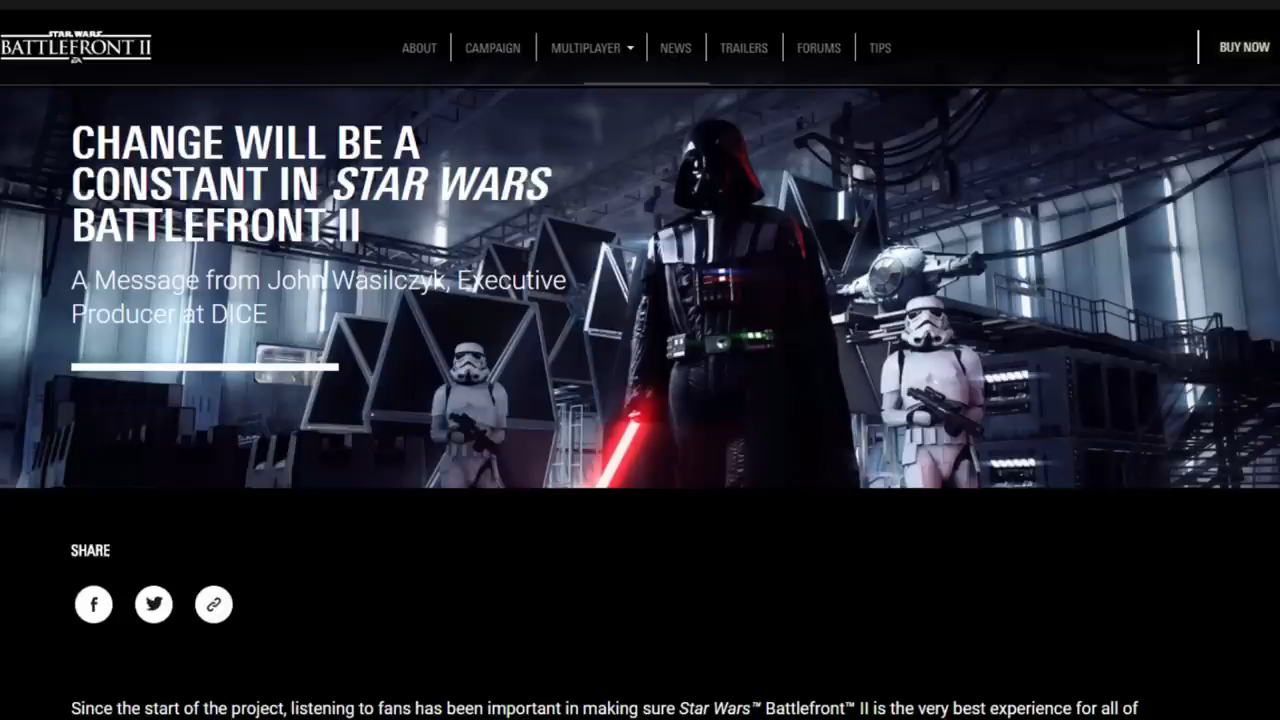 STAR WARS
BATTLEFRONT II
EA
ABOUT
CAMPAIGN
MULTIPLAYER
NEWS
TRAILERS
FORUMS
TIPS
BUY NOW
CHANGE WILL BE A
CONSTANT IN STAR WARS
BATTLEFRONT II
A Message from John Wasilczyk, Executive
Producer at DICE
SHARE
Since the start of the project, listening to fans has been important in making sure Star Wars™ Battlefront™ II is the very best experience for all of